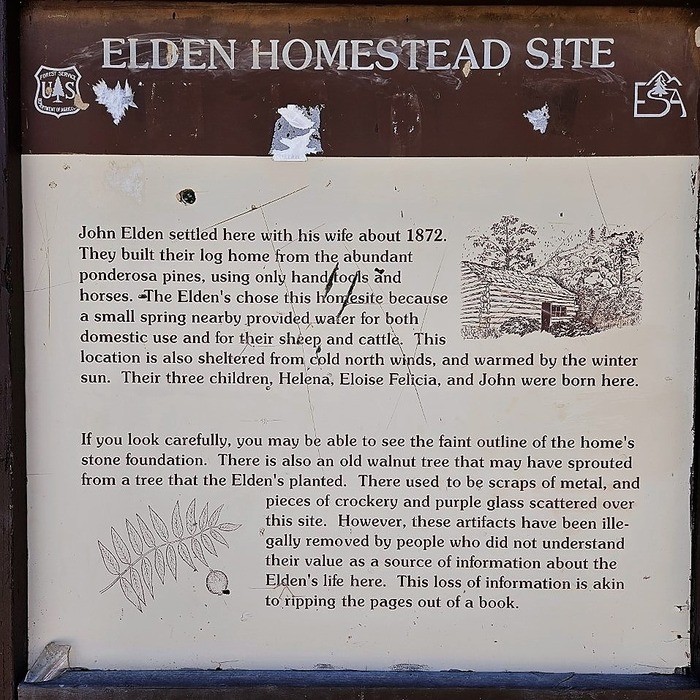 ELDEN HOMESTEAD SITE
FOREST SERVICE
US
DEPARTMENT OF AGRICULTURE
ESA
John Elden settled here with his wife about 1872.
They built their log home from the abundant
ponderosa pines, using only hand tools and
horses. The Elden's chose this homesite because
a small spring nearby provided water for both
domestic use and for their sheep and cattle. This
location is also sheltered from cold north winds, and warmed by the winter
sun. Their three children, Helena, Eloise Felicia, and John were born here.
If you look carefully, you may be able to see the faint outline of the home's
stone foundation. There is also an old walnut tree that may have sprouted
from a tree that the Elden's planted. There used to be scraps of metal, and
pieces of crockery and purple glass scattered over
this site. However, these artifacts have been ille-
gally removed by people who did not understand
their value as a source of information about the
Elden's life here. This loss of information is akin
to ripping the pages out of a book.